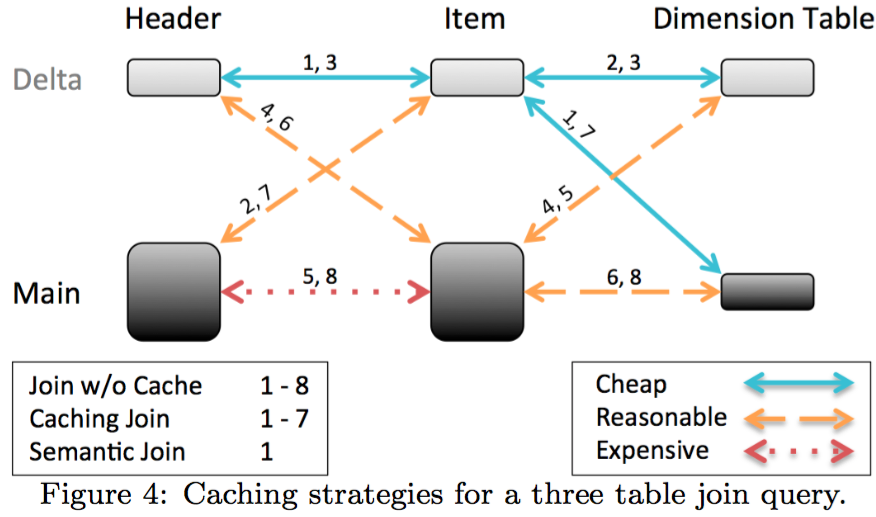 Header Item Dimension Table
Delta
1, 3
2, 3
4, 6
1, 7
2, 7
4, 5
Main
5, 8
6, 8
Join w/o Cache 1 - 8
Caching Join 1 - 7
Semantic Join 1
Cheap
Reasonable
Expensive
Figure 4: Caching strategies for a three table join query.